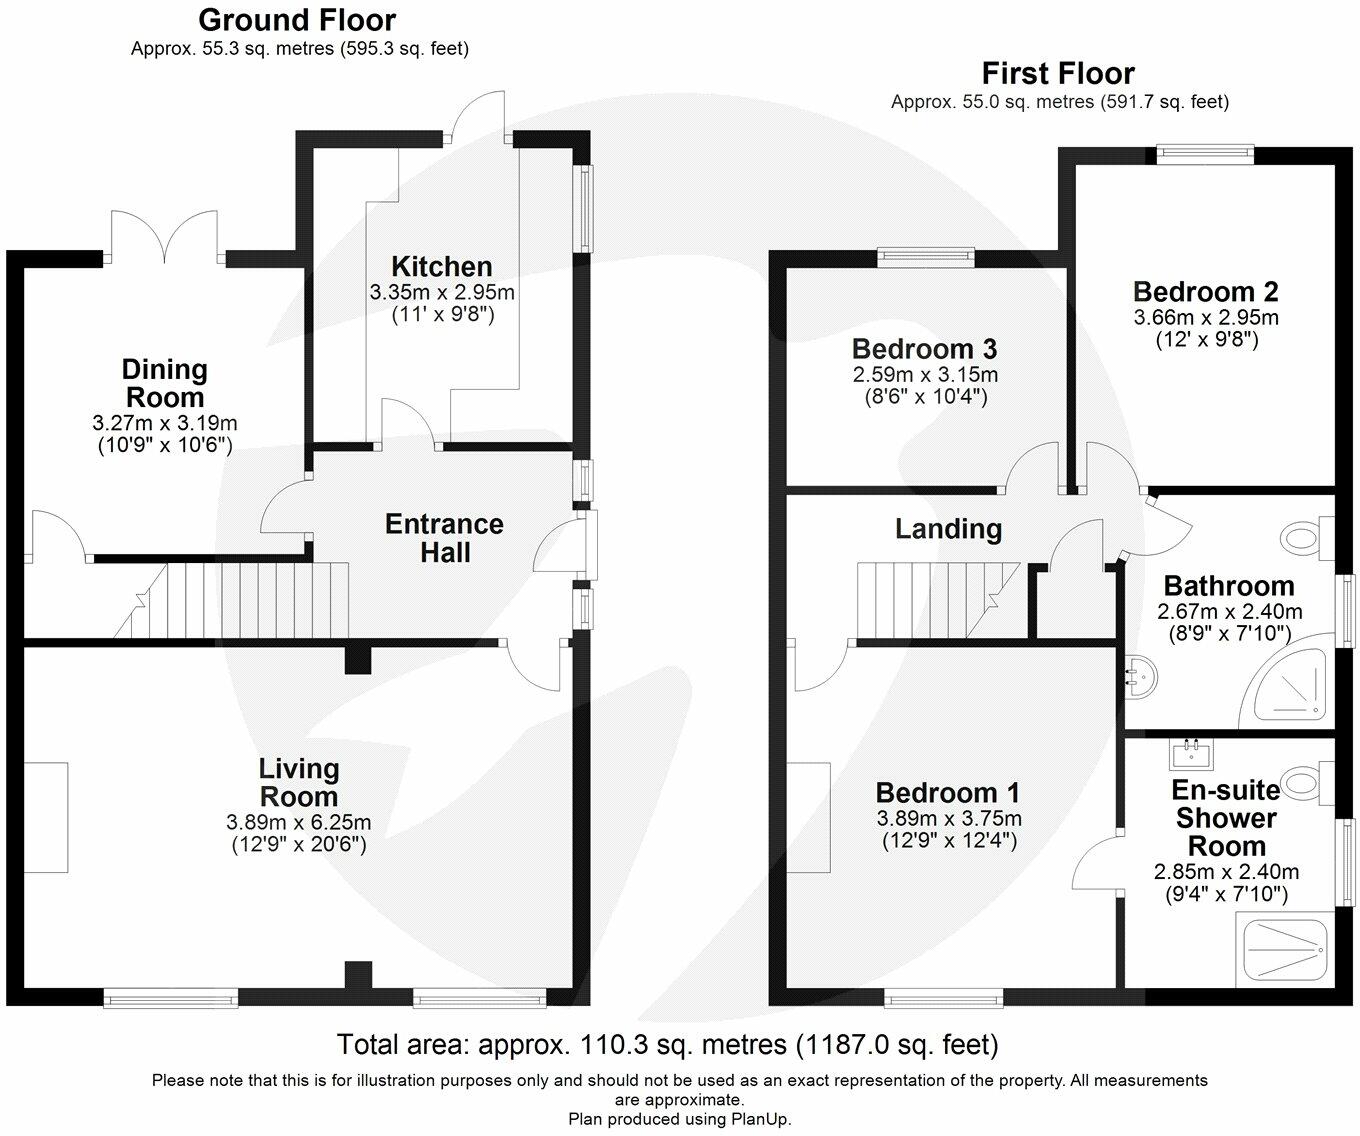 Ground Floor
Approx. 55.3 sq. metres (595.3 sq. feet)
First Floor
Approx. 55.0 sq. metres (591.7 sq. feet)
Kitchen
3.35m x 2.95m
(11' x 9'8")
Dining
Room
3.27m x 3.19m
(10'9" x 10'6")
Entrance
Hall
Living
Room
3.89m x 6.25m
(12'9" x 20'6")
Bedroom 2
3.66m x 2.95m
(12' x 9'8")
Bedroom 3
2.59m x 3.15m
(8'6" x 10'4")
Landing
Bathroom
2.67m x 2.40m
(8'9" x 7'10")
Bedroom 1
3.89m x 3.75m
(12'9" x 12'4")
En-suite
Shower
Room
2.85m x 2.40m
(9'4" x 7'10")
Total area: approx. 110.3 sq. metres (1187.0 sq. feet)
Please note that this is for illustration purposes only and should not be used as an exact representation of the property. All measurements
are approximate.
Plan produced using PlanUp.